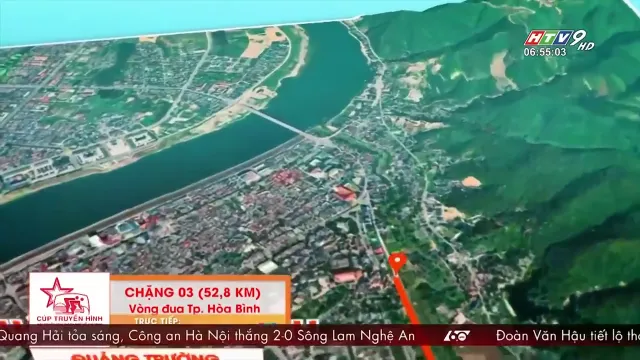 HTV9 HD
06:55:03
CHẶNG 03 (52,8 KM)
Vòng đua Tp. Hòa Bình
CÚP TRUYỀN HÌNH
TRỰC TIẾP:
Quang Hải tỏa sáng, Công an Hà Nội thắng 2-0 Sông Lam Nghệ An
Đoàn Văn Hậu tiết lộ th
QUẢNG TRƯỜNG